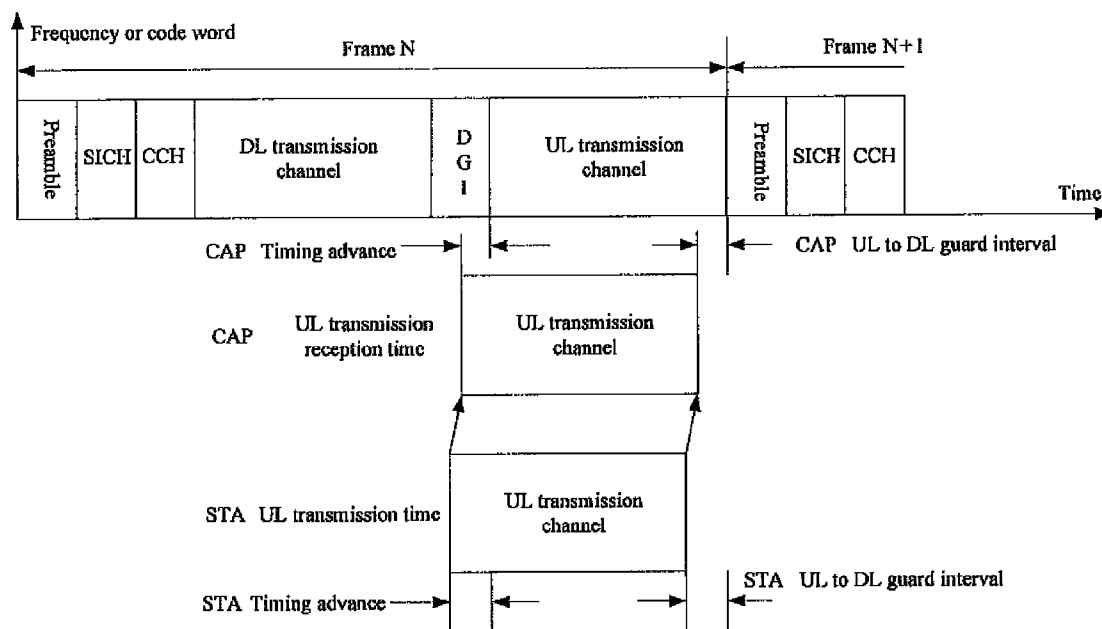 Frequency or code word
Frame N
Frame N+1
Preamble
SICH
CCH
DL transmission
channel
D
G
I
UL transmission
channel
Preamble
SICH
CCH
Time
CAP Timing advance
CAP UL to DL guard interval
CAP UL transmission
reception time
UL transmission
channel
STA UL transmission time
UL transmission
channel
STA Timing advance
STA UL to DL guard interval